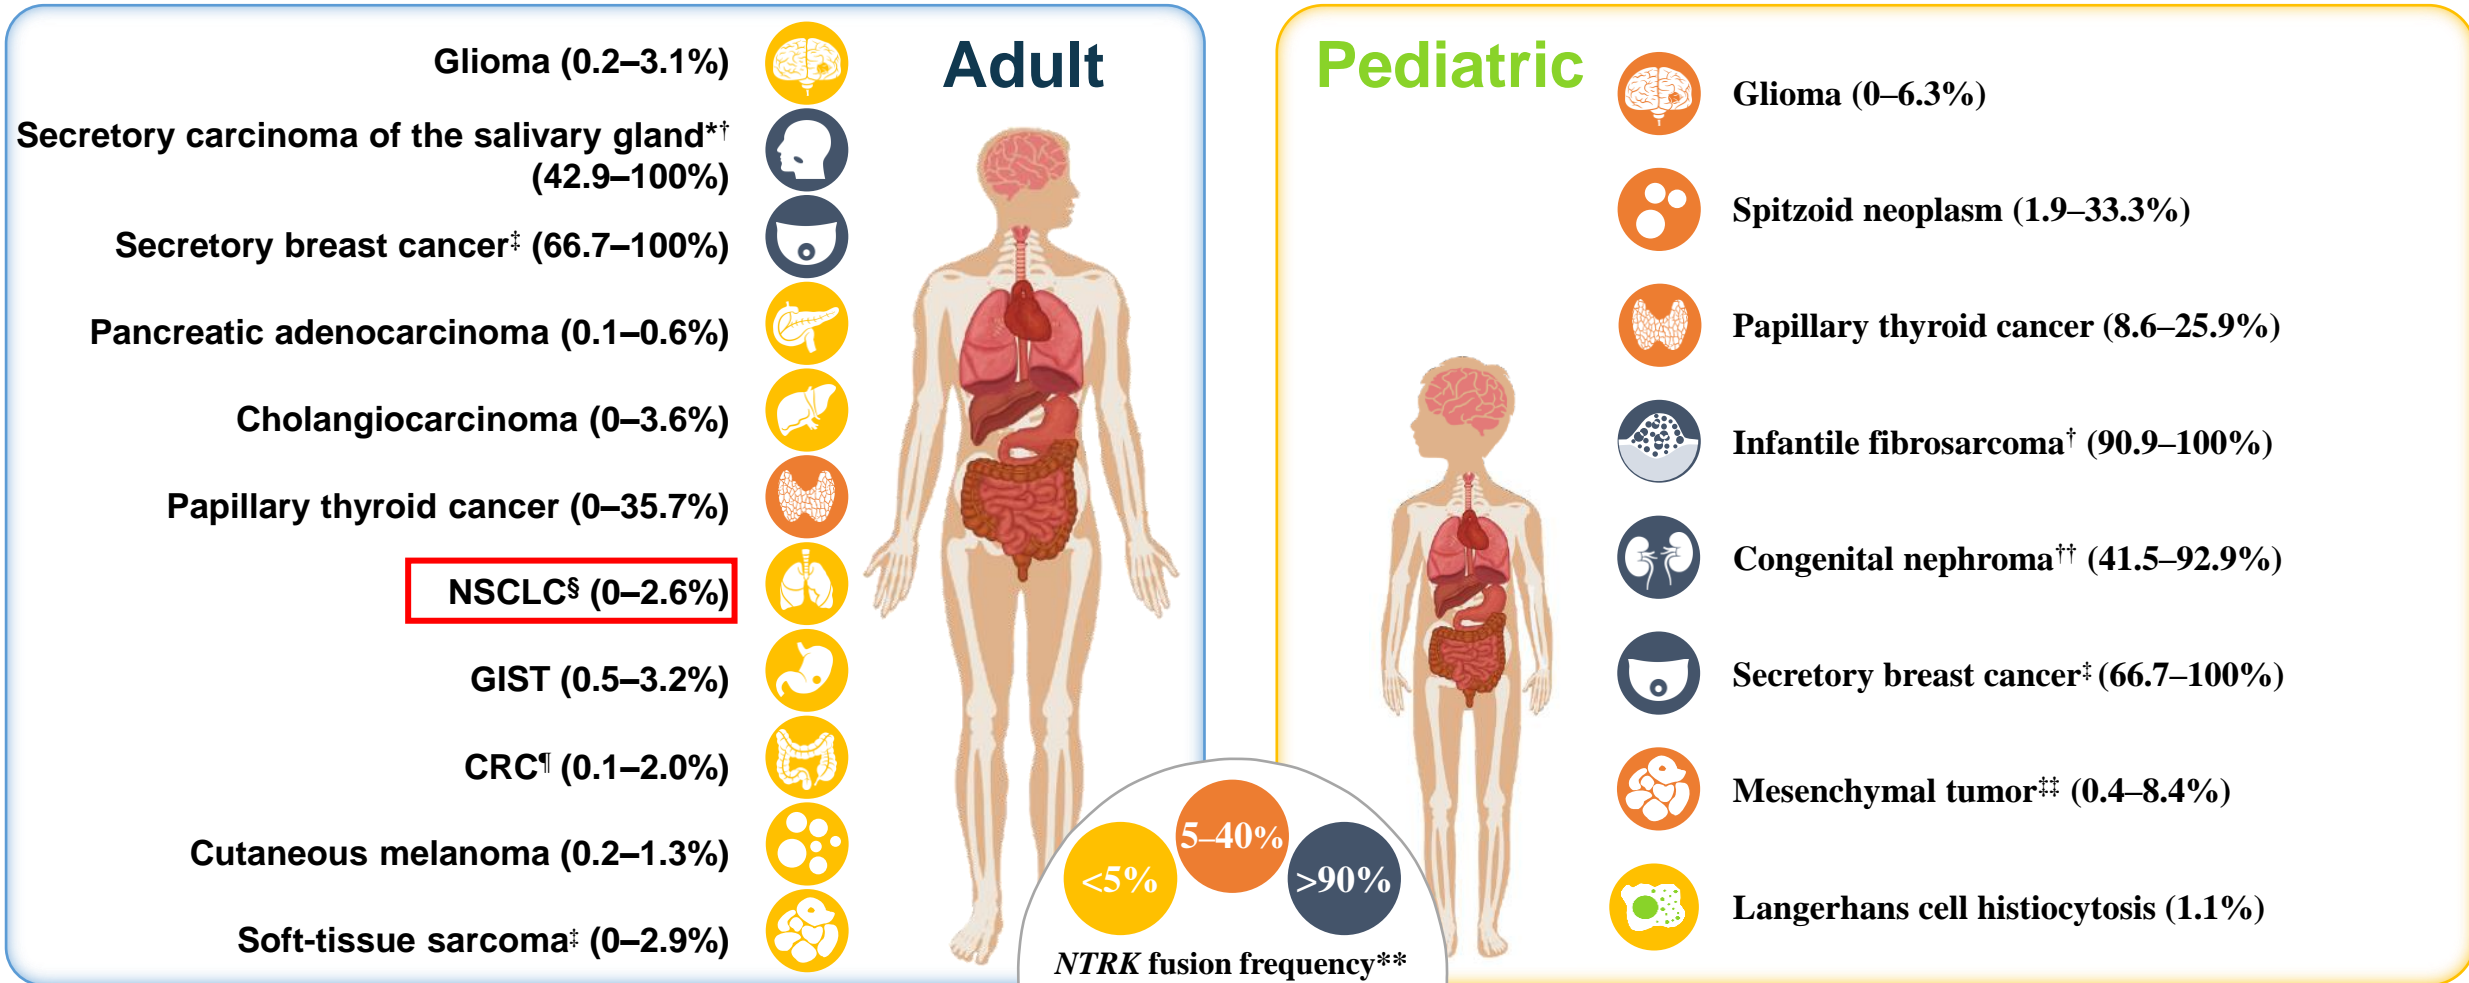 Adult
Glioma (0.2–3.1%)
Secretory carcinoma of the salivary gland*†
(42.9–100%)
Secretory breast cancer‡ (66.7–100%)
Pancreatic adenocarcinoma (0.1–0.6%)
Cholangiocarcinoma (0–3.6%)
Papillary thyroid cancer (0–35.7%)
NSCLC§ (0–2.6%)
GIST (0.5–3.2%)
CRC¶ (0.1–2.0%)
Cutaneous melanoma (0.2–1.3%)
Soft-tissue sarcoma‡ (0–2.9%)
Pediatric
Glioma (0–6.3%)
Spitzoid neoplasm (1.9–33.3%)
Papillary thyroid cancer (8.6–25.9%)
Infantile fibrosarcoma† (90.9–100%)
Congenital nephroma†† (41.5–92.9%)
Secretory breast cancer‡ (66.7–100%)
Mesenchymal tumor‡‡ (0.4–8.4%)
Langerhans cell histiocytosis (1.1%)
<5%
5–40%
>90%
NTRK fusion frequency**